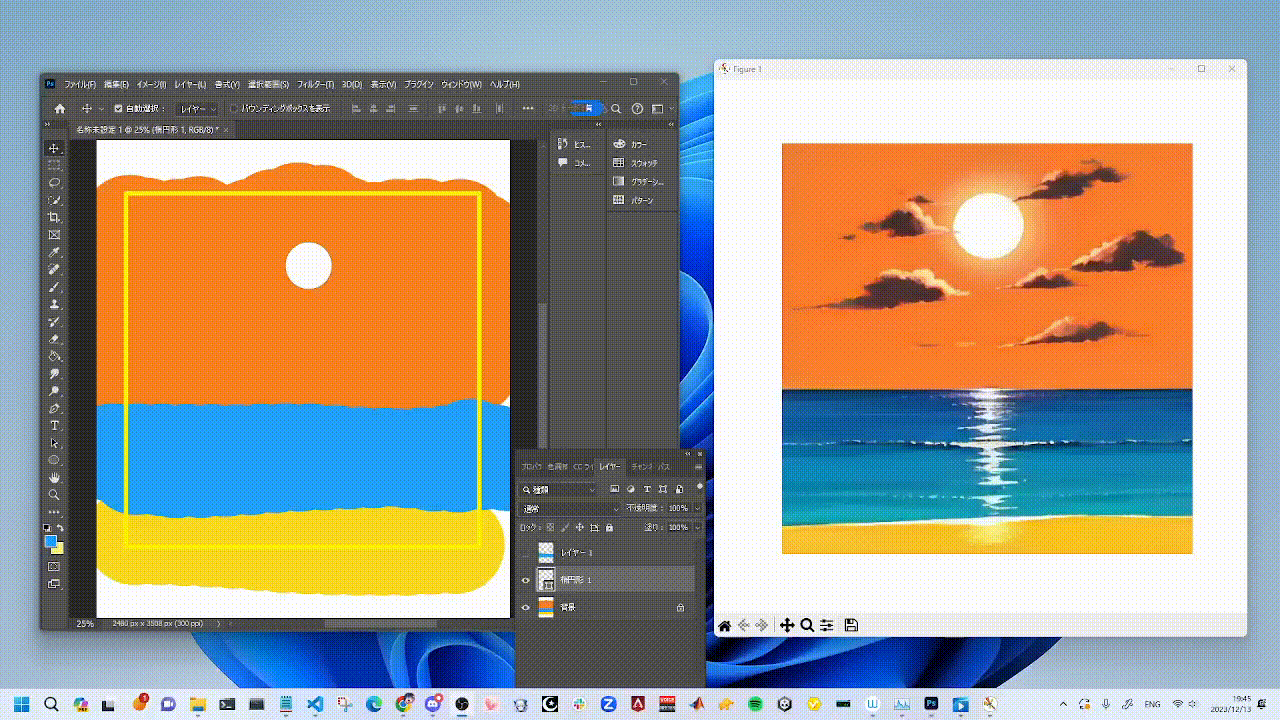 Ps ファイル(F) 編集(E) イメージ(I) レイヤー(L) 書式(Y) 選択範囲(S) フィルター(T) 3D(D) 表示(V) プラグイン ウィンドウ(W) ヘルプ(H)
自動選択： レイヤー バウンディングボックスを表示
名称未設定 1 @ 25% (楕円形 1, RGB/8) *
ヒス...
コメ...
カラー
スウォッチ
グラデーシ...
パターン
プロパテ 色調補 CC ライ レイヤー チャンネ パス
種類
通常 不透明度： 100%
ロック： 塗り： 100%
レイヤー 1
楕円形 1
背景
25% 2480 px x 3508 px (300 ppi)
Figure 1
ENG
19:45
2023/12/13